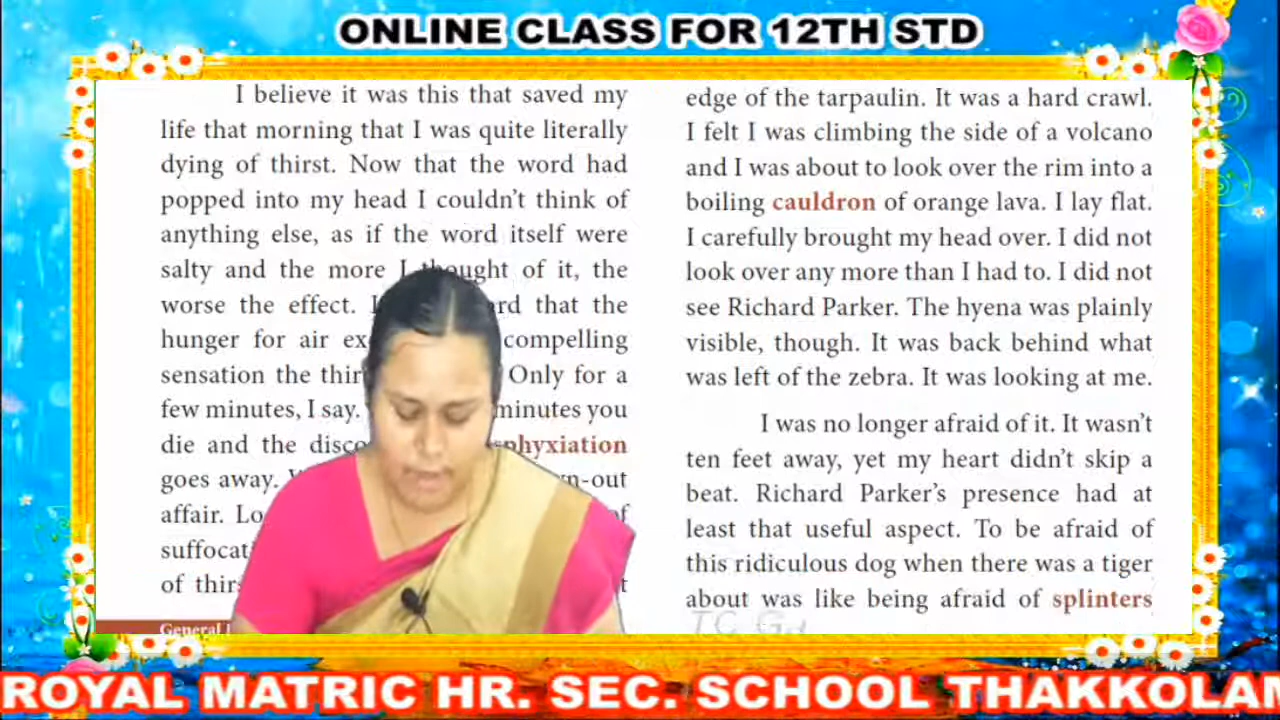 ONLINE CLASS FOR 12TH STD
I believe it was this that saved my
life that morning that I was quite literally
dying of thirst. Now that the word had
popped into my head I couldn't think of
anything else, as if the word itself were
salty and the more I thought of it, the
worse the effect. that the
hunger for air compelling
sensation the Only for a
few minutes, I say. minutes you
die and the
goes away.
affair.
of
General
edge of the tarpaulin. It was a hard crawl.
I felt I was climbing the side of a volcano
and I was about to look over the rim into a
boiling cauldron of orange lava. I lay flat.
I carefully brought my head over. I did not
look over any more than I had to. I did not
see Richard Parker. The hyena was plainly
visible, though. It was back behind what
was left of the zebra. It was looking at me.
I was no longer afraid of it. It wasn't
ten feet away, yet my heart didn't skip a
beat. Richard Parker's presence had at
least that useful aspect. To be afraid of
this ridiculous dog when there was a tiger
about was like being afraid of splinters
ROYAL MATRIC HR. SEC. SCHOOL THAKKOLAM